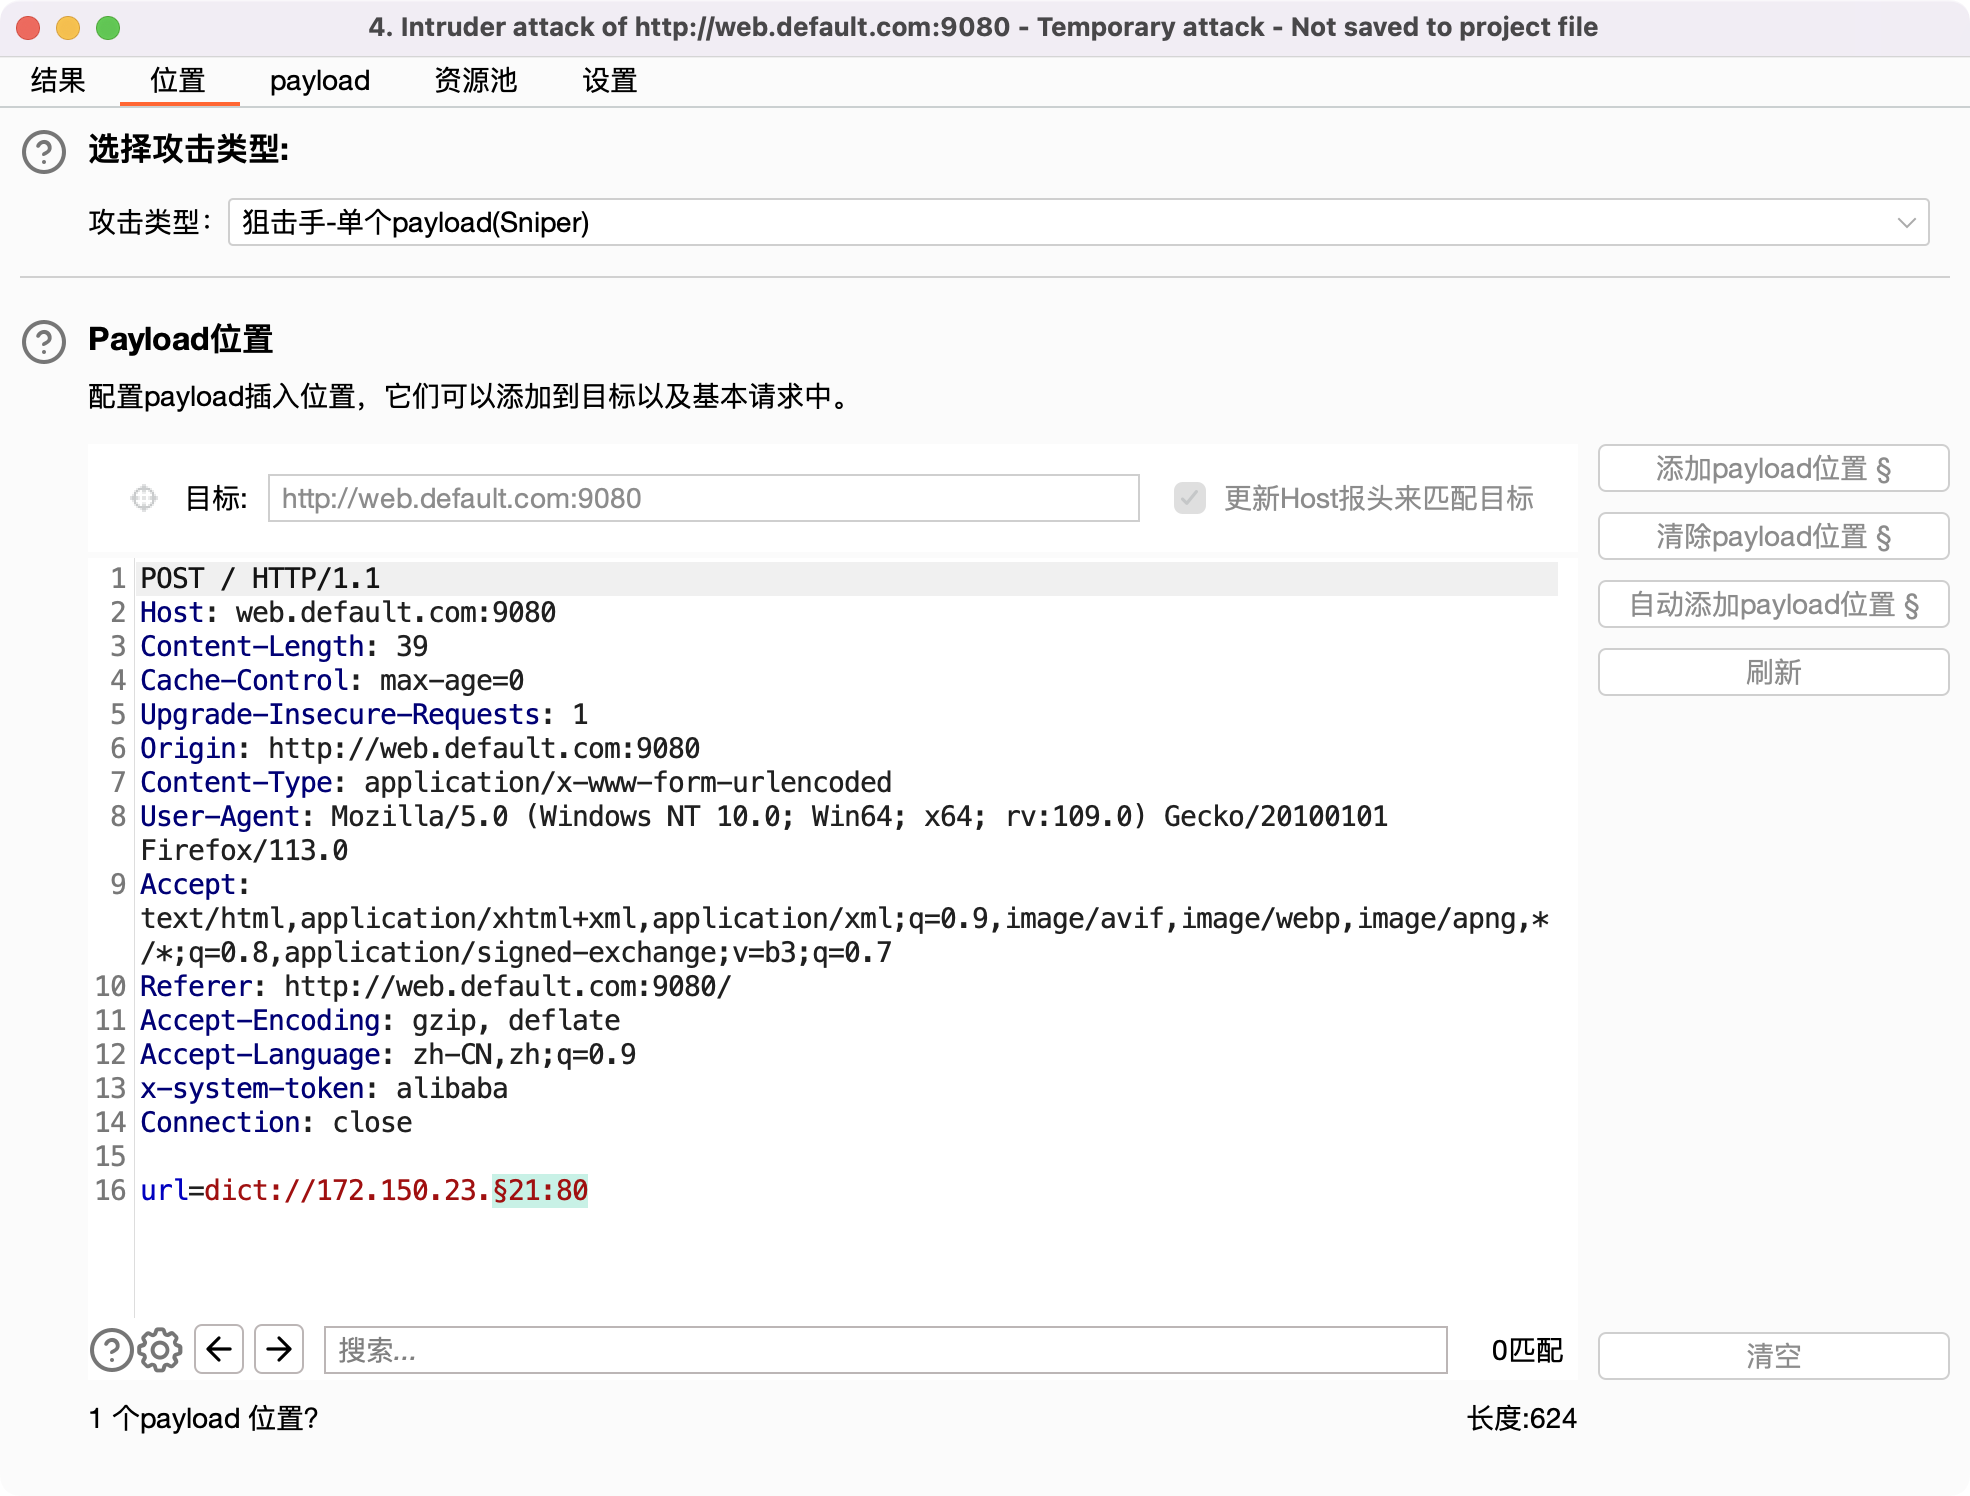 4. Intruder attack of http://web.default.com:9080 - Temporary attack - Not saved to project file
结果 位置 payload 资源池 设置
选择攻击类型:
攻击类型： 狙击手-单个payload(Sniper)
Payload位置
配置payload插入位置，它们可以添加到目标以及基本请求中。
目标: http://web.default.com:9080 更新Host报头来匹配目标
添加payload位置 §
清除payload位置 §
自动添加payload位置 §
刷新
1 POST / HTTP/1.1
2 Host: web.default.com:9080
3 Content-Length: 39
4 Cache-Control: max-age=0
5 Upgrade-Insecure-Requests: 1
6 Origin: http://web.default.com:9080
7 Content-Type: application/x-www-form-urlencoded
8 User-Agent: Mozilla/5.0 (Windows NT 10.0; Win64; x64; rv:109.0) Gecko/20100101
Firefox/113.0
9 Accept:
text/html,application/xhtml+xml,application/xml;q=0.9,image/avif,image/webp,image/apng,*
/*;q=0.8,application/signed-exchange;v=b3;q=0.7
10 Referer: http://web.default.com:9080/
11 Accept-Encoding: gzip, deflate
12 Accept-Language: zh-CN,zh;q=0.9
13 x-system-token: alibaba
14 Connection: close
15
16 url=dict://172.150.23.§21:80
搜索... 0匹配 清空
1 个payload 位置? 长度:624